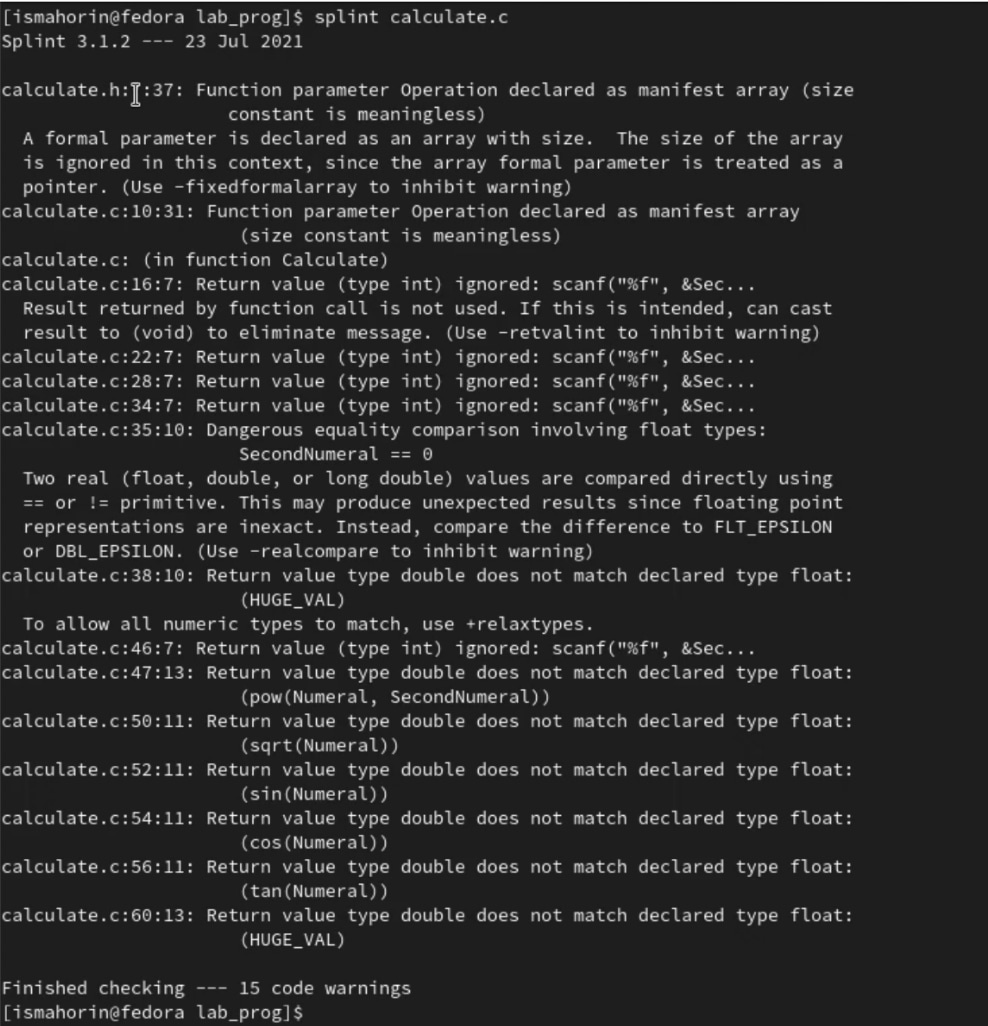 [ismahorin@fedora lab_prog]$ splint calculate.c
Splint 3.1.2 --- 23 Jul 2021
calculate.h: :37: Function parameter Operation declared as manifest array (size
constant is meaningless)
A formal parameter is declared as an array with size.  The size of the array
is ignored in this context, since the array formal parameter is treated as a
pointer. (Use -fixedformalarray to inhibit warning)
calculate.c:10:31: Function parameter Operation declared as manifest array
(size constant is meaningless)
calculate.c: (in function Calculate)
calculate.c:16:7: Return value (type int) ignored: scanf("%f", &Sec...
Result returned by function call is not used. If this is intended, can cast
result to (void) to eliminate message. (Use -retvalint to inhibit warning)
calculate.c:22:7: Return value (type int) ignored: scanf("%f", &Sec...
calculate.c:28:7: Return value (type int) ignored: scanf("%f", &Sec...
calculate.c:34:7: Return value (type int) ignored: scanf("%f", &Sec...
calculate.c:35:10: Dangerous equality comparison involving float types:
SecondNumeral == 0
Two real (float, double, or long double) values are compared directly using
== or != primitive. This may produce unexpected results since floating point
representations are inexact. Instead, compare the difference to FLT_EPSILON
or DBL_EPSILON. (Use -realcompare to inhibit warning)
calculate.c:38:10: Return value type double does not match declared type float:
(HUGE_VAL)
To allow all numeric types to match, use +relaxtypes.
calculate.c:46:7: Return value (type int) ignored: scanf("%f", &Sec...
calculate.c:47:13: Return value type double does not match declared type float:
(pow(Numeral, SecondNumeral))
calculate.c:50:11: Return value type double does not match declared type float:
(sqrt(Numeral))
calculate.c:52:11: Return value type double does not match declared type float:
(sin(Numeral))
calculate.c:54:11: Return value type double does not match declared type float:
(cos(Numeral))
calculate.c:56:11: Return value type double does not match declared type float:
(tan(Numeral))
calculate.c:60:13: Return value type double does not match declared type float:
(HUGE_VAL)
Finished checking --- 15 code warnings
[ismahorin@fedora lab_prog]$